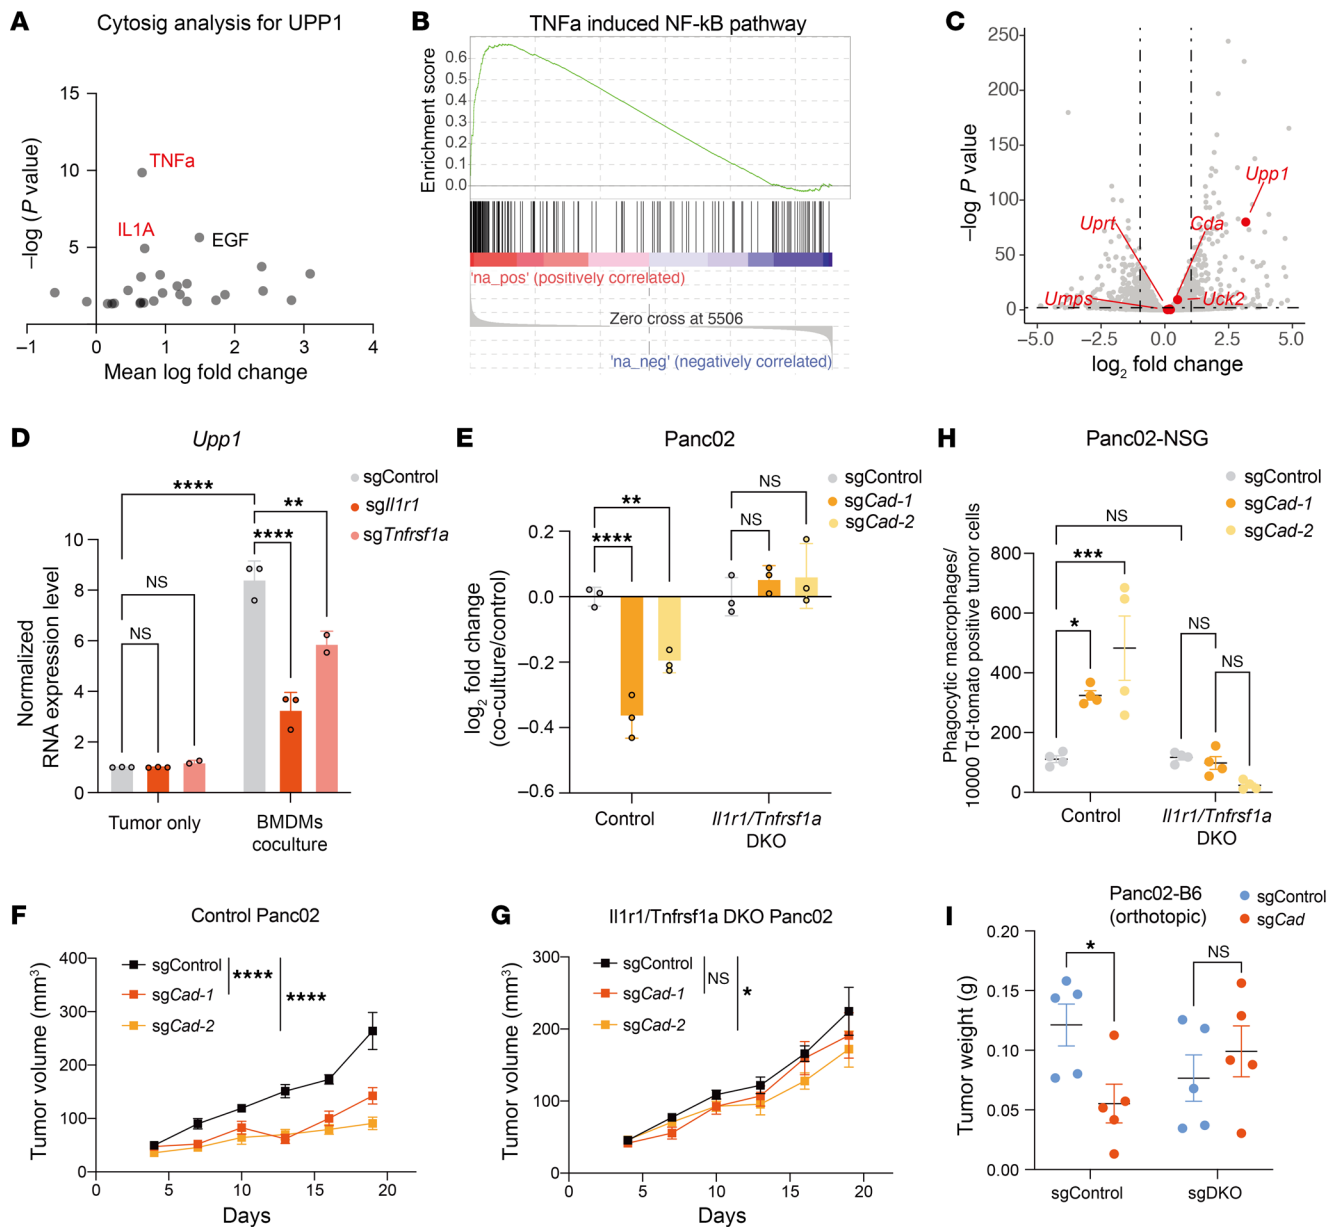 A
Cytosig analysis for UPP1
–log (P value)
15
10
5
TNFa
IL1A
EGF
–1
0
1
2
3
4
Mean log fold change
B
TNFa induced NF-kB pathway
Enrichment score
0.6
0.5
0.4
0.3
0.2
0.1
0.0
'na_pos' (positively correlated)
Zero cross at 5506
'na_neg' (negatively correlated)
C
–log P value
250
200
150
100
50
0
Upp1
Uprt
Cda
Umps
Uck2
–5.0
–2.5
0.0
2.5
5.0
log2 fold change
D
Upp1
sgControl
sgIl1r1
sgTnfrsf1a
Normalized
RNA expression level
10
8
6
4
2
0
****
**
****
NS
NS
Tumor only
BMDMs
coculture
E
Panc02
sgControl
sgCad-1
sgCad-2
log2 fold change
(co-culture/control)
0.2
0.0
–0.2
–0.4
–0.6
**
****
NS
NS
Control
Il1r1/Tnfrsf1a
DKO
H
Panc02-NSG
sgControl
sgCad-1
sgCad-2
Phagocytic macrophages/
10000 Td-tomato positive tumor cells
800
600
400
200
0
NS
***
*
NS
NS
Control
Il1r1/Tnfrsf1a
DKO
F
Control Panc02
Tumor volume (mm3)
400
300
200
100
0
sgControl
sgCad-1
sgCad-2
****
****
0
5
10
15
20
Days
G
Il1r1/Tnfrsf1a DKO Panc02
Tumor volume (mm3)
300
200
100
0
sgControl
sgCad-1
sgCad-2
NS
*
0
5
10
15
20
Days
I
Panc02-B6
(orthotopic)
sgControl
sgCad
Tumor weight (g)
0.20
0.15
0.10
0.05
0.00
*
NS
sgControl
sgDKO